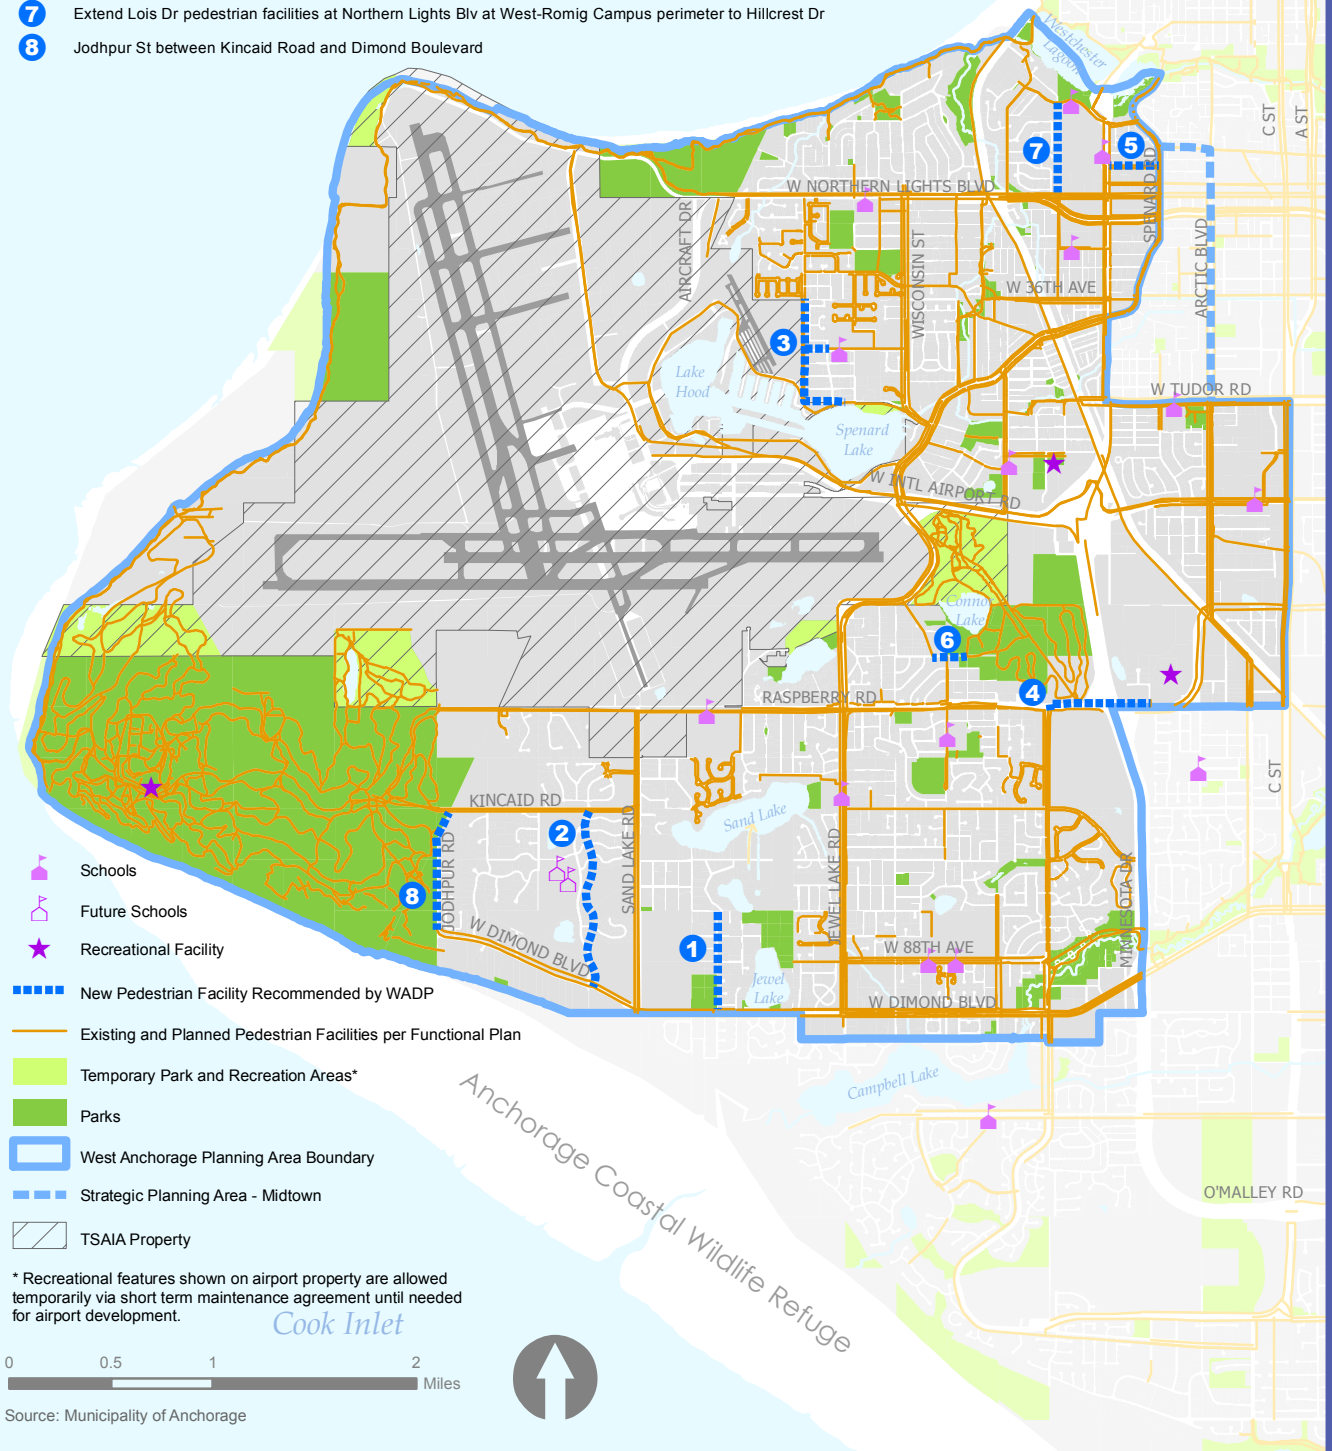 7 Extend Lois Dr pedestrian facilities at Northern Lights Blv at West-Romig Campus perimeter to Hillcrest Dr
8 Jodhpur St between Kincaid Road and Dimond Boulevard
Westchester
Lagoon
C ST
A ST
7
5
W NORTHERN LIGHTS BLVD
SPENARD RD
AIRCRAFT DR
WISCONSIN ST
ARCTIC BLVD
W 36TH AVE
3
Lake
Hood
W TUDOR RD
Spenard
Lake
W INTL AIRPORT RD
Connor
Lake
6
4
RASPBERRY RD
C ST
KINCAID RD
Sand Lake
2
JODHPUR RD
SAND LAKE RD
JEWEL LAKE RD
MINNESOTA DR
8
W DIMOND BLVD
1
W 88TH AVE
Jewel
Lake
W DIMOND BLVD
Schools
Future Schools
Recreational Facility
New Pedestrian Facility Recommended by WADP
Existing and Planned Pedestrian Facilities per Functional Plan
Temporary Park and Recreation Areas*
Parks
West Anchorage Planning Area Boundary
Strategic Planning Area - Midtown
TSAIA Property
Campbell Lake
Anchorage Coastal Wildlife Refuge
O'MALLEY RD
* Recreational features shown on airport property are allowed
temporarily via short term maintenance agreement until needed
for airport development.
Cook Inlet
0 0.5 1 2
Miles
Source: Municipality of Anchorage